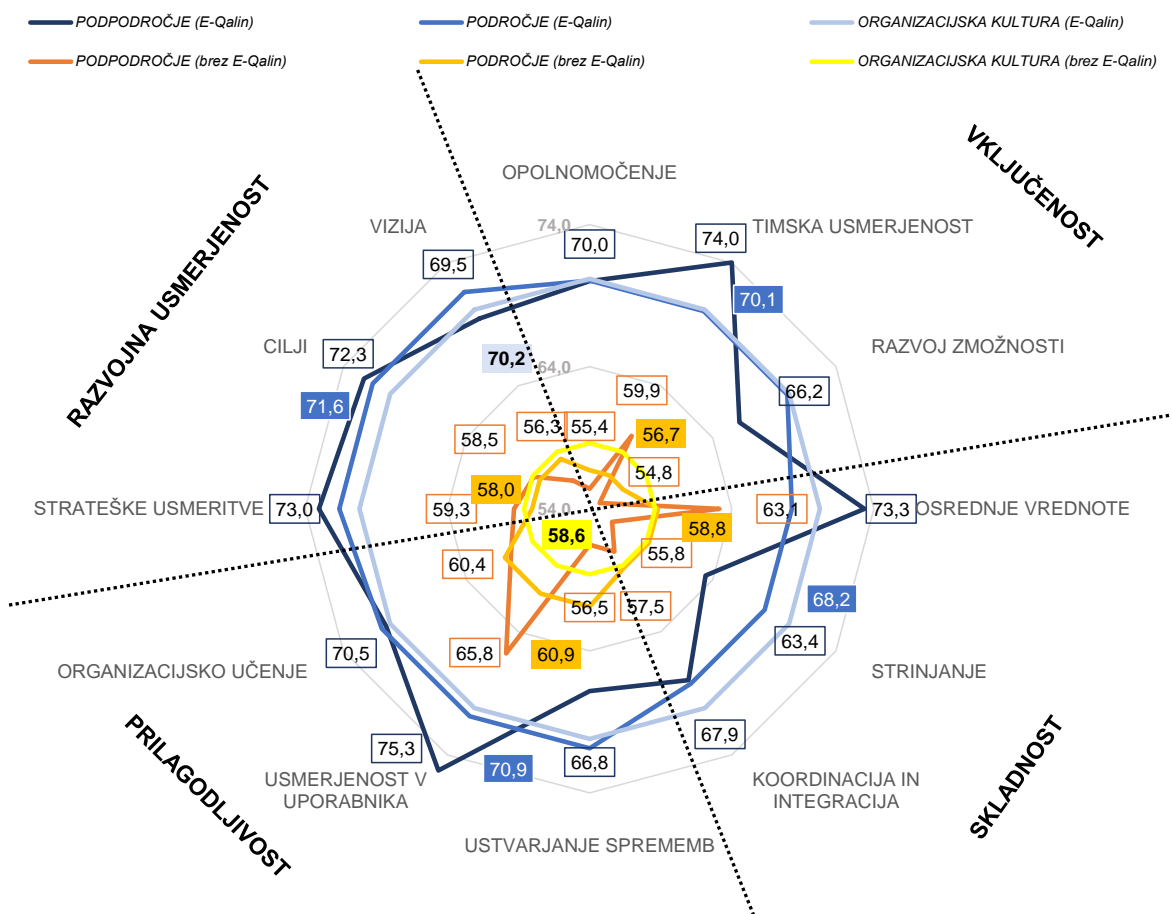 PODPODROČJE (E-Qalin)
PODROČJE (E-Qalin)
ORGANIZACIJSKA KULTURA (E-Qalin)
PODPODROČJE (brez E-Qalin)
PODROČJE (brez E-Qalin)
ORGANIZACIJSKA KULTURA (brez E-Qalin)
VKLJUČENOST
RAZVOJNA USMERJENOST
OPOLNOMOČENJE
VIZIJA
74,0
TIMSKA USMERJENOST
74,0
70,0
69,5
70,1
CILJI
72,3
70,2
64,0
RAZVOJ ZMOŽNOSTI
66,2
59,9
71,6
56,3
55,4
56,7
58,5
54,8
58,0
STRATEŠKE USMERITVE
73,0
59,3
54,0
63,1
73,3
OSREDNJE VREDNOTE
58,6
58,8
60,4
55,8
56,5
57,5
68,2
63,4
65,8
60,9
ORGANIZACIJSKO UČENJE
70,5
STRINJANJE
PRILAGODLJIVOST
75,3
67,9
70,9
66,8
USMERJENOST V
UPORABNIKA
KOORDINACIJA IN
INTEGRACIJA
SKLADNOST
USTVARJANJE SPREMEMB